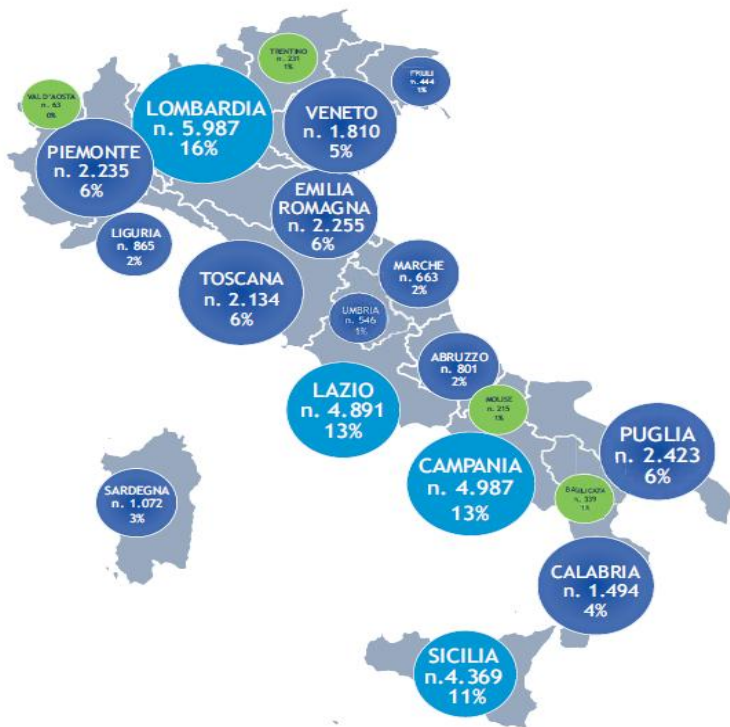 TRENTINO
n. 231
1%
FRIULI
n. 444
1%
VAL D'AOSTA
n. 63
0%
LOMBARDIA
n. 5.987
16%
VENETO
n. 1.810
5%
PIEMONTE
n. 2.235
6%
EMILIA
ROMAGNA
n. 2.255
6%
LIGURIA
n. 865
2%
TOSCANA
n. 2.134
6%
MARCHE
n. 663
2%
UMBRIA
n. 546
1%
ABRUZZO
n. 801
2%
LAZIO
n. 4.891
13%
MOLISE
n. 215
1%
PUGLIA
n. 2.423
6%
CAMPANIA
n. 4.987
13%
SARDEGNA
n. 1.072
3%
BASILICATA
n. 339
1%
CALABRIA
n. 1.494
4%
SICILIA
n.4.369
11%